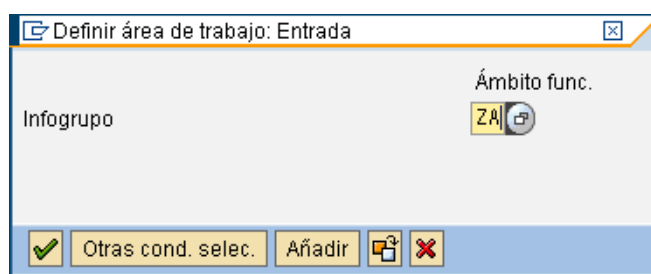 Definir área de trabajo: Entrada
Ámbito func.
Infogrupo
ZA
Otras cond. selec.
Añadir